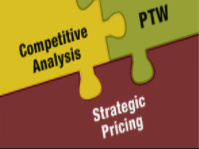 Competitive
Analysis
PTW
Strategic
Pricing